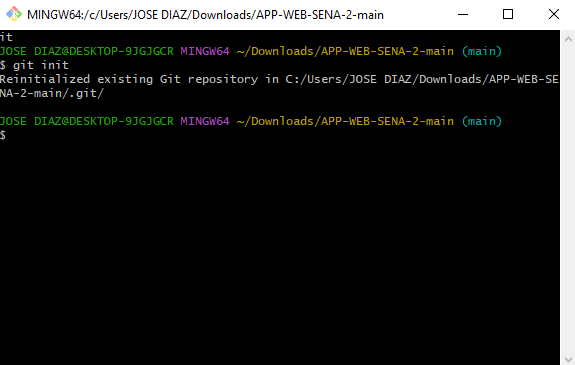 MINGW64:/c/Users/JOSE DIAZ/Downloads/APP-WEB-SENA-2-main
it
JOSE DIAZ@DESKTOP-9JGJGCR MINGW64 ~/Downloads/APP-WEB-SENA-2-main (main)
$ git init
Reinitialized existing Git repository in C:/Users/JOSE DIAZ/Downloads/APP-WEB-SE
NA-2-main/.git/
JOSE DIAZ@DESKTOP-9JGJGCR MINGW64 ~/Downloads/APP-WEB-SENA-2-main (main)
$